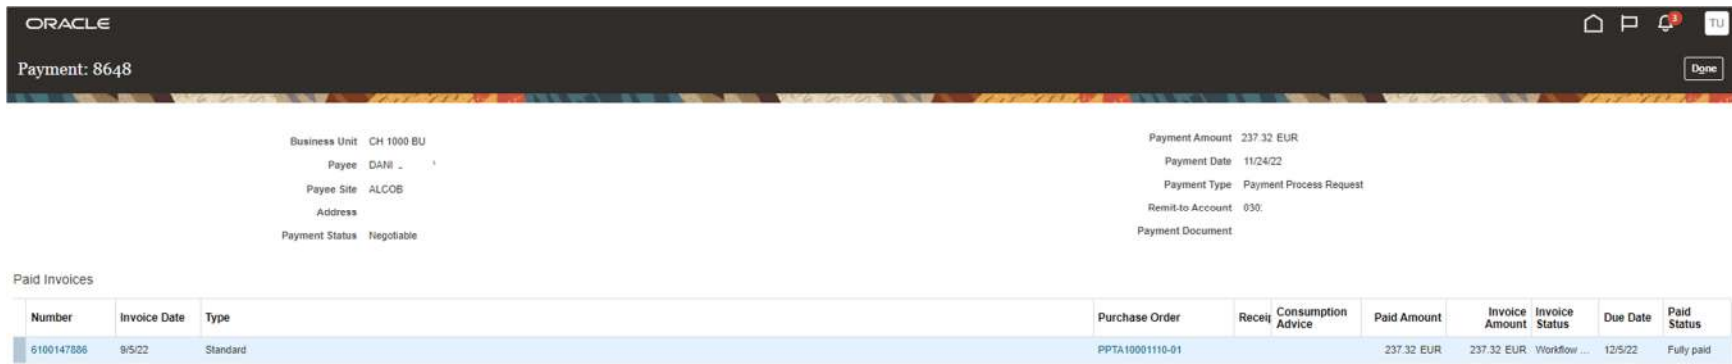 ORACLE
3
TU
Payment: 8648
Done
Business Unit CH 1000 BU
Payee DANI
Payee Site ALCOB
Address
Payment Status Negotiable
Payment Amount 237.32 EUR
Payment Date 11/24/22
Payment Type Payment Process Request
Remit-to Account 030
Payment Document
Paid Invoices
Number Invoice Date Type Purchase Order Receip Consumption Advice Paid Amount Invoice Amount Invoice Status Due Date Paid Status
6100147886 9/5/22 Standard PPTA10001110-01 237.32 EUR 237.32 EUR Workflow ... 12/5/22 Fully paid